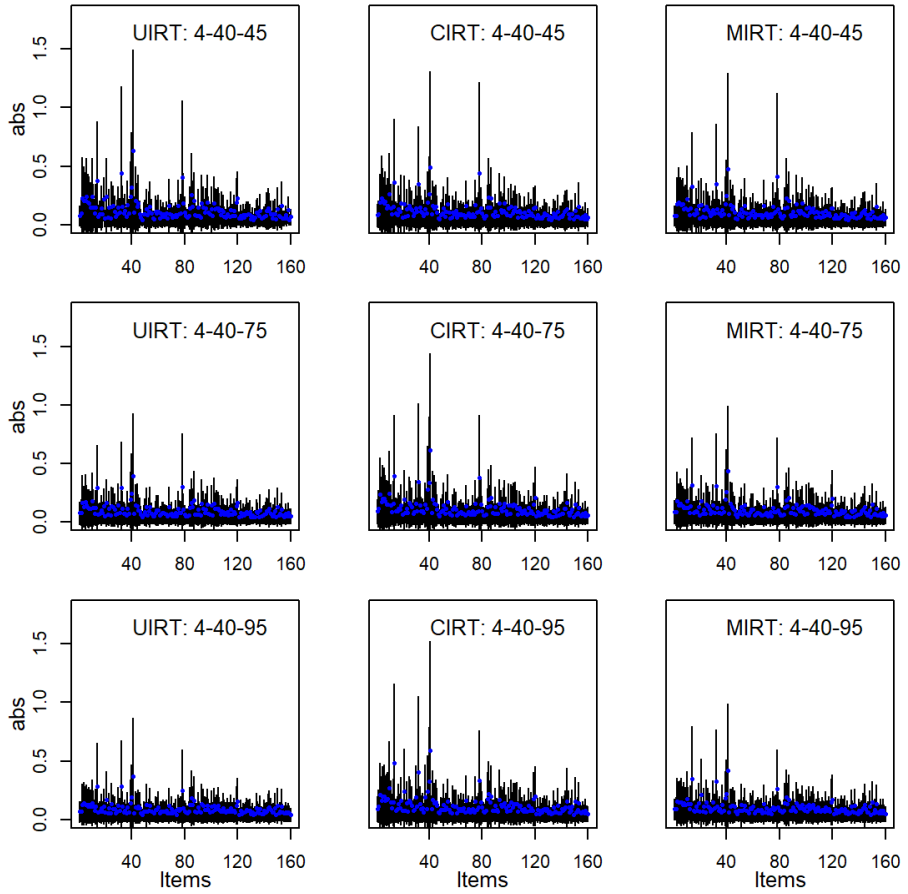 UIRT: 4-40-45
CIRT: 4-40-45
MIRT: 4-40-45
abs
0.0 0.5 1.0 1.5
40 80 120 160
40 80 120 160
40 80 120 160
UIRT: 4-40-75
CIRT: 4-40-75
MIRT: 4-40-75
abs
0.0 0.5 1.0 1.5
40 80 120 160
40 80 120 160
40 80 120 160
UIRT: 4-40-95
CIRT: 4-40-95
MIRT: 4-40-95
abs
0.0 0.5 1.0 1.5
40 80 120 160
40 80 120 160
40 80 120 160
Items
Items
Items